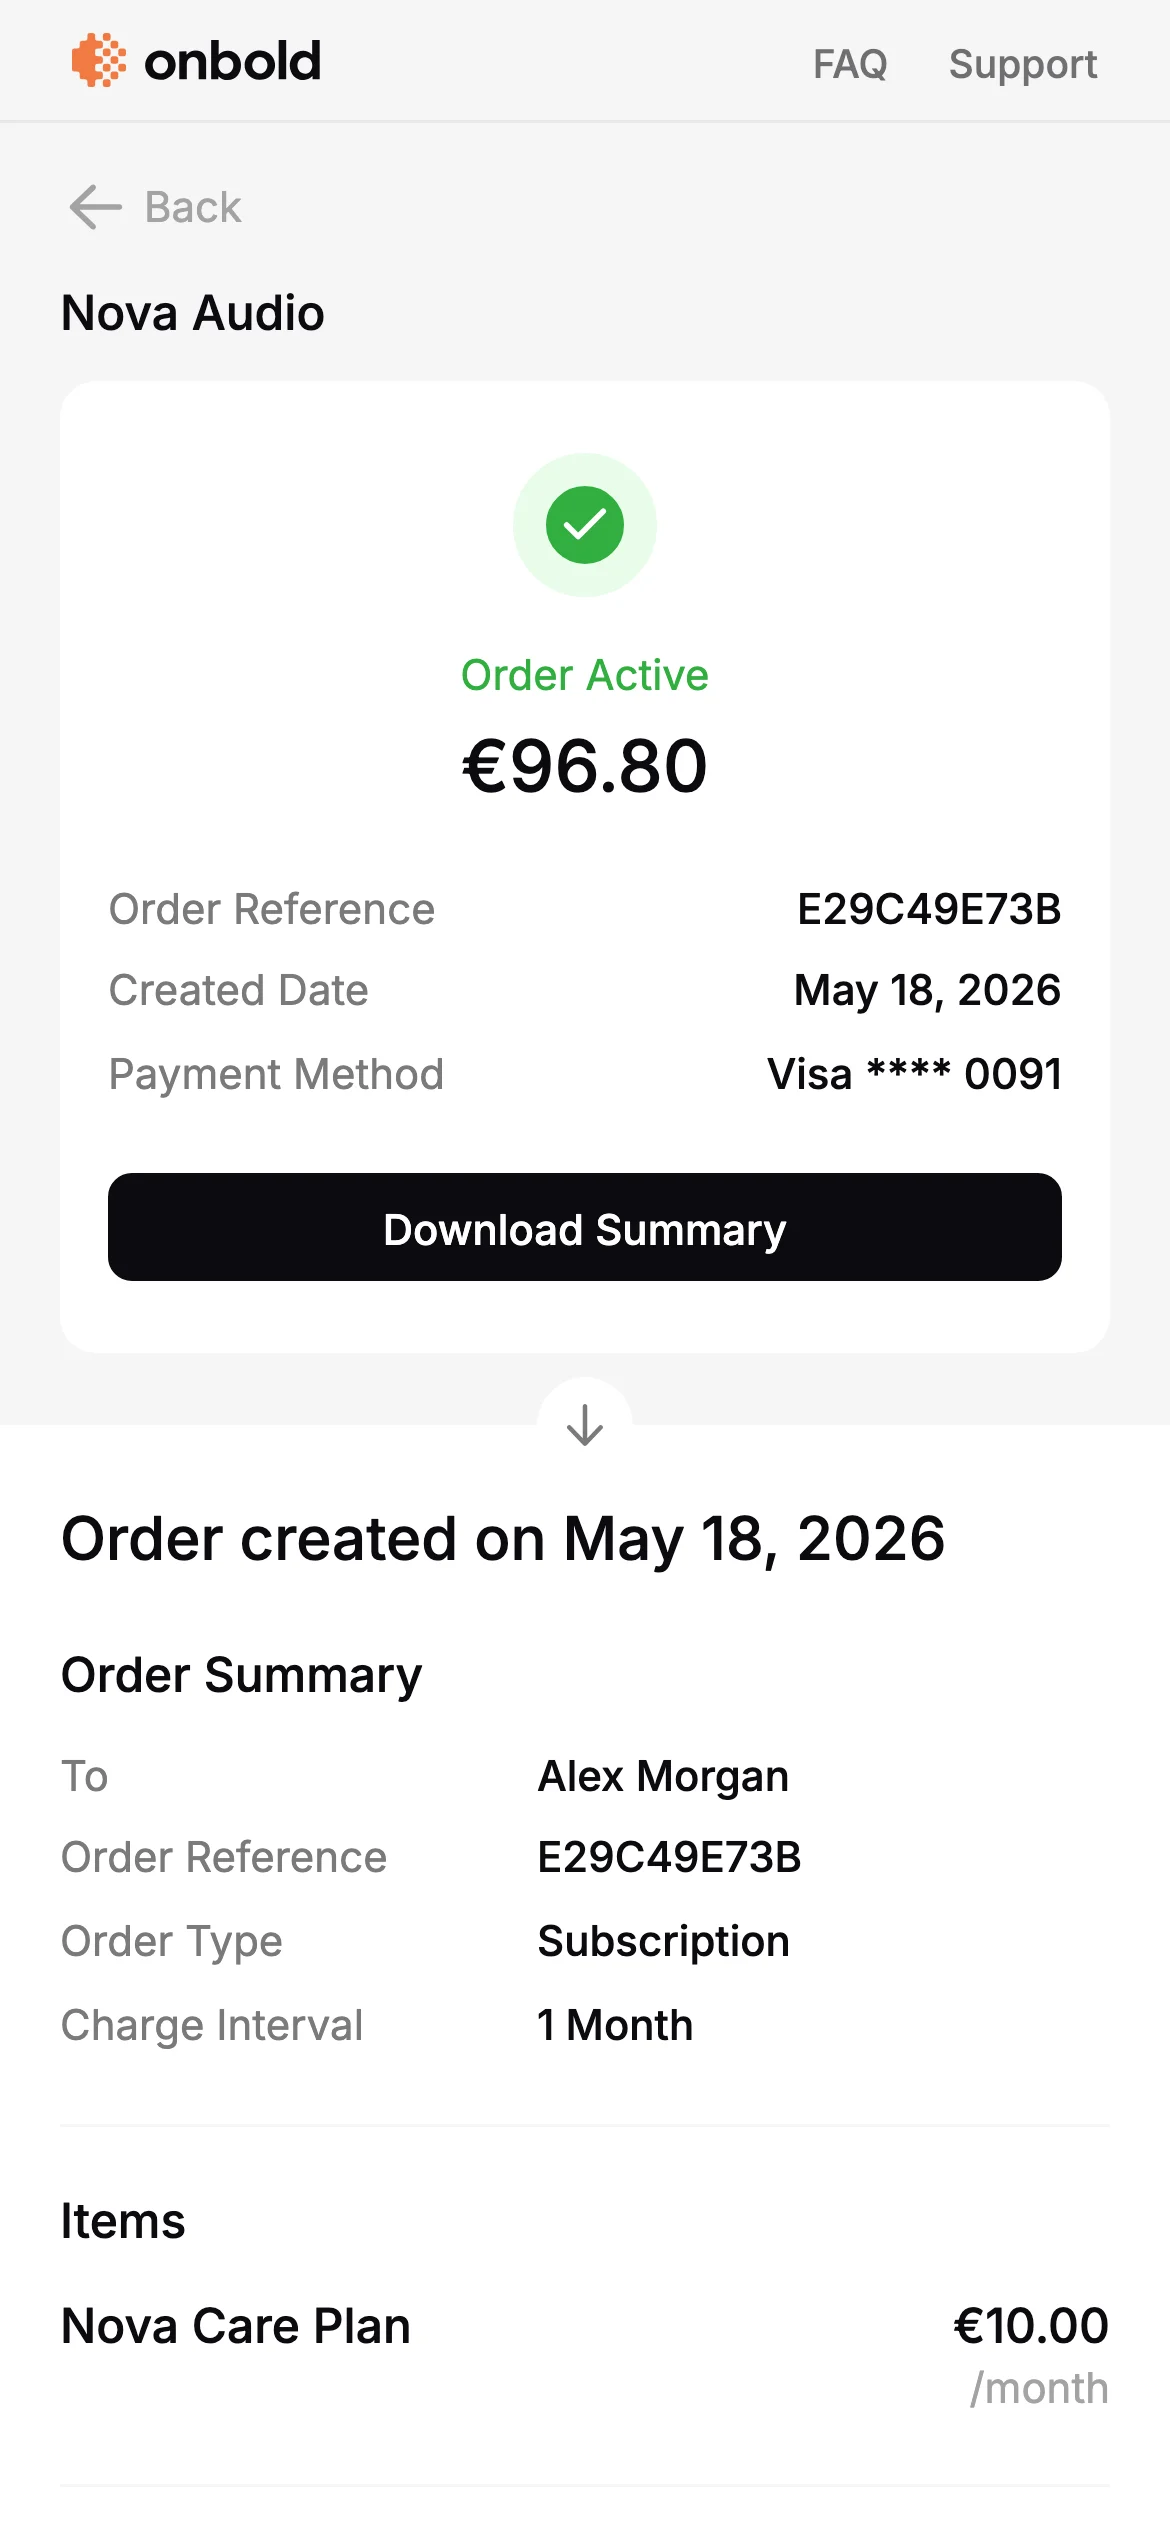 onbold
FAQ Support
Back
Nova Audio
Order Active
€96.80
Order Reference E29C49E73B
Created Date May 18, 2026
Payment Method Visa **** 0091
Download Summary
Order created on May 18, 2026
Order Summary
To Alex Morgan
Order Reference E29C49E73B
Order Type Subscription
Charge Interval 1 Month
Items
Nova Care Plan €10.00
/month